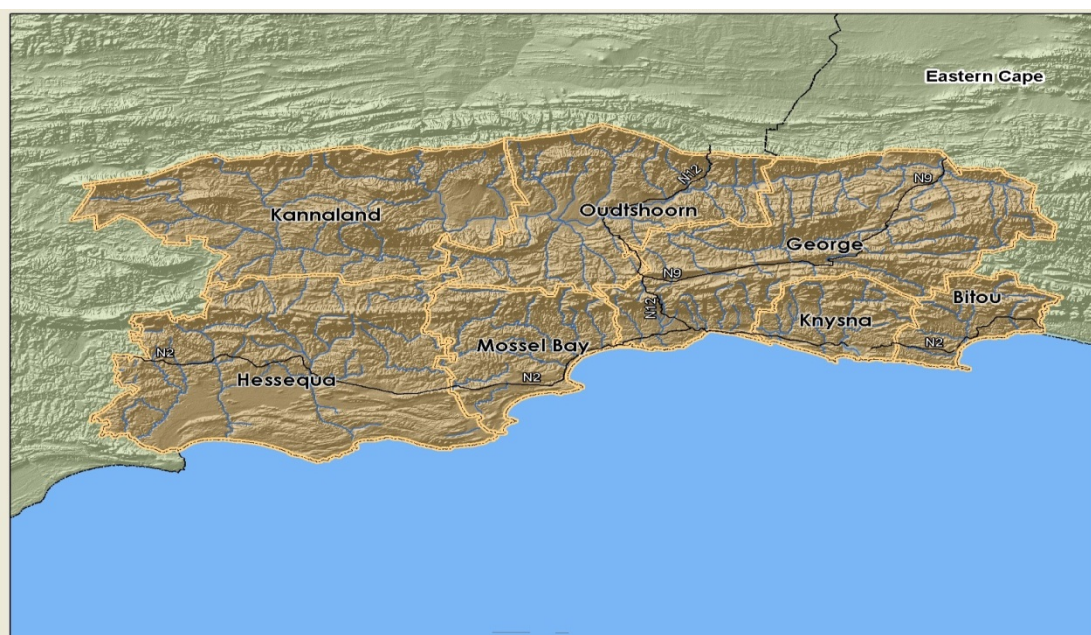 Eastern Cape
N12
N9
Kannaland
Oudtshoorn
George
N9
Bitou
N12
Knysna
Mossel Bay
N2
N2
Hessequa
N2